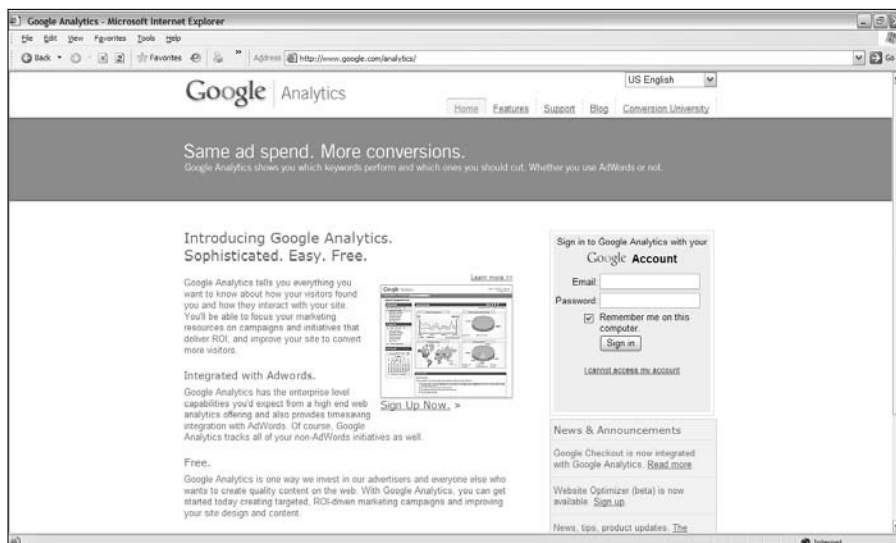 Google Analytics - Microsoft Internet Explorer
File Edit View Favorites Tools Help
Back Favorites » Address http://www.google.com/analytics/ Go
Google Analytics
US English
Home Features Support Blog Conversion University
Same ad spend. More conversions.
Google Analytics shows you which keywords perform and which ones you should cut. Whether you use AdWords or not.
Introducing Google Analytics.
Sophisticated. Easy. Free.
Learn more >>
Google Analytics tells you everything you
want to know about how your visitors found
you and how they interact with your site.
You'll be able to focus your marketing
resources on campaigns and initiatives that
deliver ROI, and improve your site to convert
more visitors.
Integrated with Adwords.
Google Analytics has the enterprise level
capabilities you'd expect from a high end web
analytics offering and also provides timesaving
integration with AdWords. Of course, Google
Analytics tracks all of your non-AdWords initiatives as well.
Sign Up Now. »
Free.
Google Analytics is one way we invest in our advertisers and everyone else who
wants to create quality content on the web. With Google Analytics, you can get
started today creating targeted, ROI-driven marketing campaigns and improving
your site design and content.
Sign in to Google Analytics with your
Google Account
Email:
Password:
Remember me on this
computer.
Sign in
I cannot access my account
News & Announcements
Google Checkout is now integrated
with Google Analytics. Read more.
Website Optimizer (beta) is now
available. Sign up.
News, tips, product updates. The
Internet